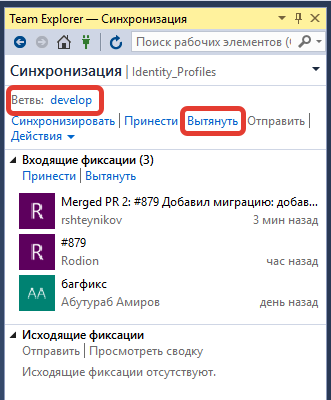 Team Explorer — Синхронизация
Поиск рабочих элементов (
Синхронизация | Identity_Profiles
Ветвь: develop
Синхронизировать | Принести | Вытянуть | Отправить |
Действия
Входящие фиксации (3)
Принести | Вытянуть
R Merged PR 2: #879 Добавил миграцию: добав...
rshteynikov 3 мин назад
R #879
Rodion час назад
AA багфикс
Абутураб Амиров день назад
Исходящие фиксации
Отправить | Просмотреть сводку
Исходящие фиксации отсутствуют.